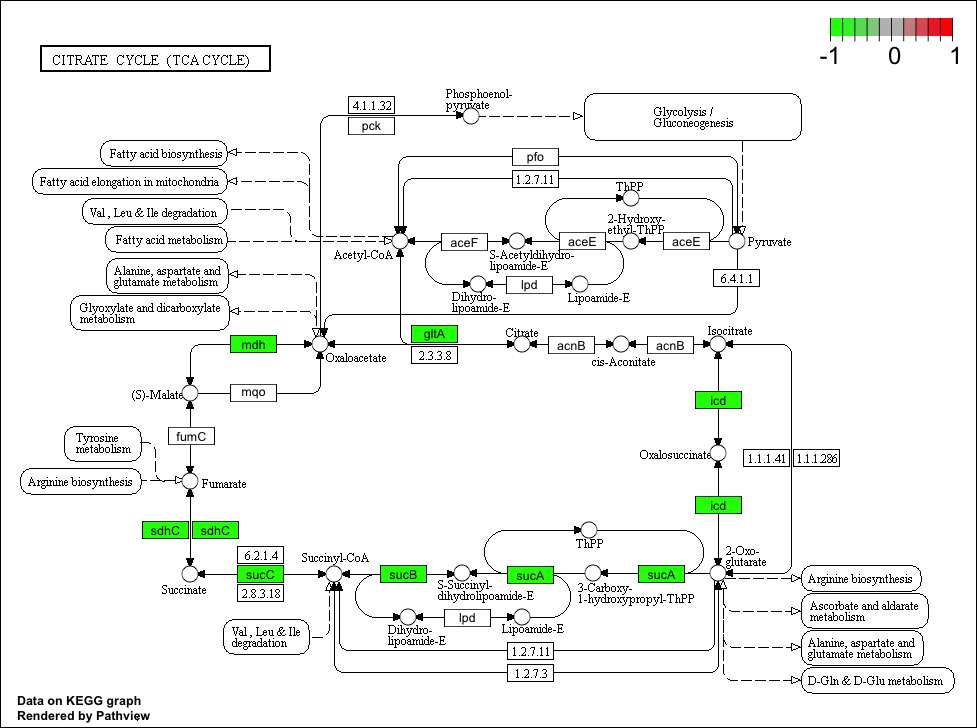 -1 0 1
CITRATE CYCLE (TCA CYCLE)
Phosphoenol-
pyruvate
4.1.1.32
pck
Glycolysis /
Gluconeogenesis
Fatty acid biosynthesis
Fatty acid elongation in mitochondria
Val , Leu & Ile degradation
Fatty acid metabolism
pfo
1.2.7.11
ThPP
2-Hydroxy-
ethyl-ThPP
Acetyl-CoA
aceF
S-Acetyldihydro-
lipoamide-E
aceE
aceE
Pyruvate
Alanine, aspartate and
glutamate metabolism
Glyoxylate and dicarboxylate
metabolism
Dihydro-
lipoamide-E
lpd
Lipoamide-E
6.4.1.1
mdh
Oxaloacetate
gltA
2.3.3.8
Citrate
acnB
cis-Aconitate
acnB
Isocitrate
(S)-Malate
mqo
icd
fumC
Tyrosine
metabolism
Arginine biosynthesis
Fumarate
Oxalosuccinate
1.1.1.41
1.1.1.286
icd
sdhC
sdhC
ThPP
Succinate
6.2.1.4
sucC
2.8.3.18
Succinyl-CoA
sucB
S-Succinyl-
dihydrolipoamide-E
sucA
3-Carboxy-
1-hydroxypropyl-ThPP
sucA
2-Oxo-
glutarate
Val , Leu & Ile
degradation
Dihydro-
lipoamide-E
lpd
Lipoamide-E
1.2.7.11
1.2.7.3
Arginine biosynthesis
Ascorbate and aldarate
metabolism
Alanine, aspartate and
glutamate metabolism
D-Gln & D-Glu metabolism
Data on KEGG graph
Rendered by Pathview